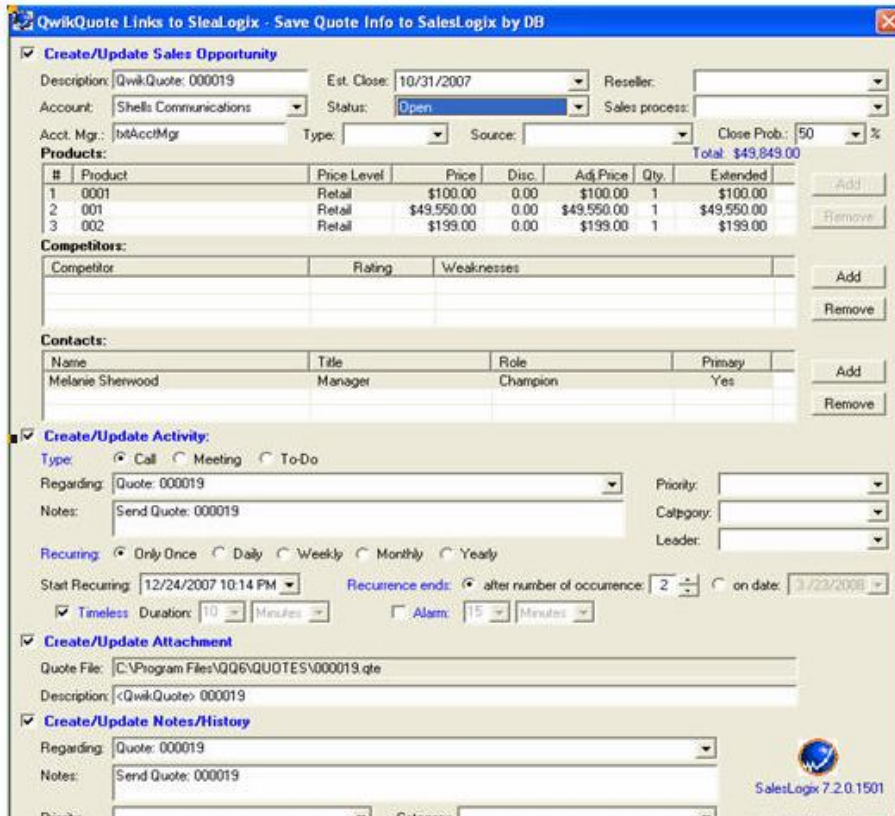 QwikQuote Links to SleaLogix - Save Quote Info to SalesLogix by DB
Create/Update Sales Opportunity
Description: QwikQuote: 000019 Est. Close: 10/31/2007 Reseller:
Account: Shells Communications Status: Open Sales process:
Acct. Mgr.: txtAcctMgr Type: Source: Close Prob.: 50 %
Products: Total: $49,849.00
# Product Price Level Price Disc. Adj.Price Qty. Extended
1 0001 Retail $100.00 0.00 $100.00 1 $100.00 Add
2 001 Retail $49,550.00 0.00 $49,550.00 1 $49,550.00
3 002 Retail $199.00 0.00 $199.00 1 $199.00 Remove
Competitors:
Competitor Rating Weaknesses
Add
Remove
Contacts:
Name Title Role Primary
Melanie Sherwood Manager Champion Yes
Add
Remove
Create/Update Activity:
Type: Call Meeting To-Do
Regarding: Quote: 000019 Priority:
Notes: Send Quote: 000019 Category:
Leader:
Recurring: Only Once Daily Weekly Monthly Yearly
Start Recurring: 12/24/2007 10:14 PM Recurrence ends: after number of occurrence: 2 on date: 3 /23/2008
Timeless Duration: 10 Minutes Alarm: 15 Minutes
Create/Update Attachment
Quote File: C:\Program Files\QQ6\QUOTES\000019.qte
Description: <QwikQuote> 000019
Create/Update Notes/History
Regarding: Quote: 000019
Notes: Send Quote: 000019
SalesLogix 7.2.0.1501